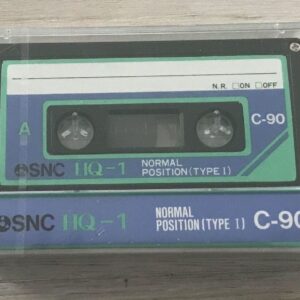 N.R. □ON □OFF
A
C-90
SNC HQ-1 NORMAL
POSITION(TYPE I)
SNC HQ-1 NORMAL
POSITION(TYPE I) C-90